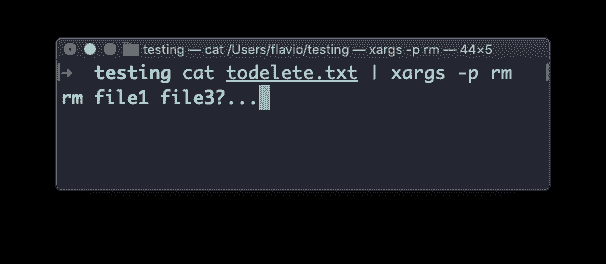 testing — cat /Users/flavio/testing — xargs -p rm — 44×5
→ testing cat todelete.txt | xargs -p rm
rm file1 file3?...